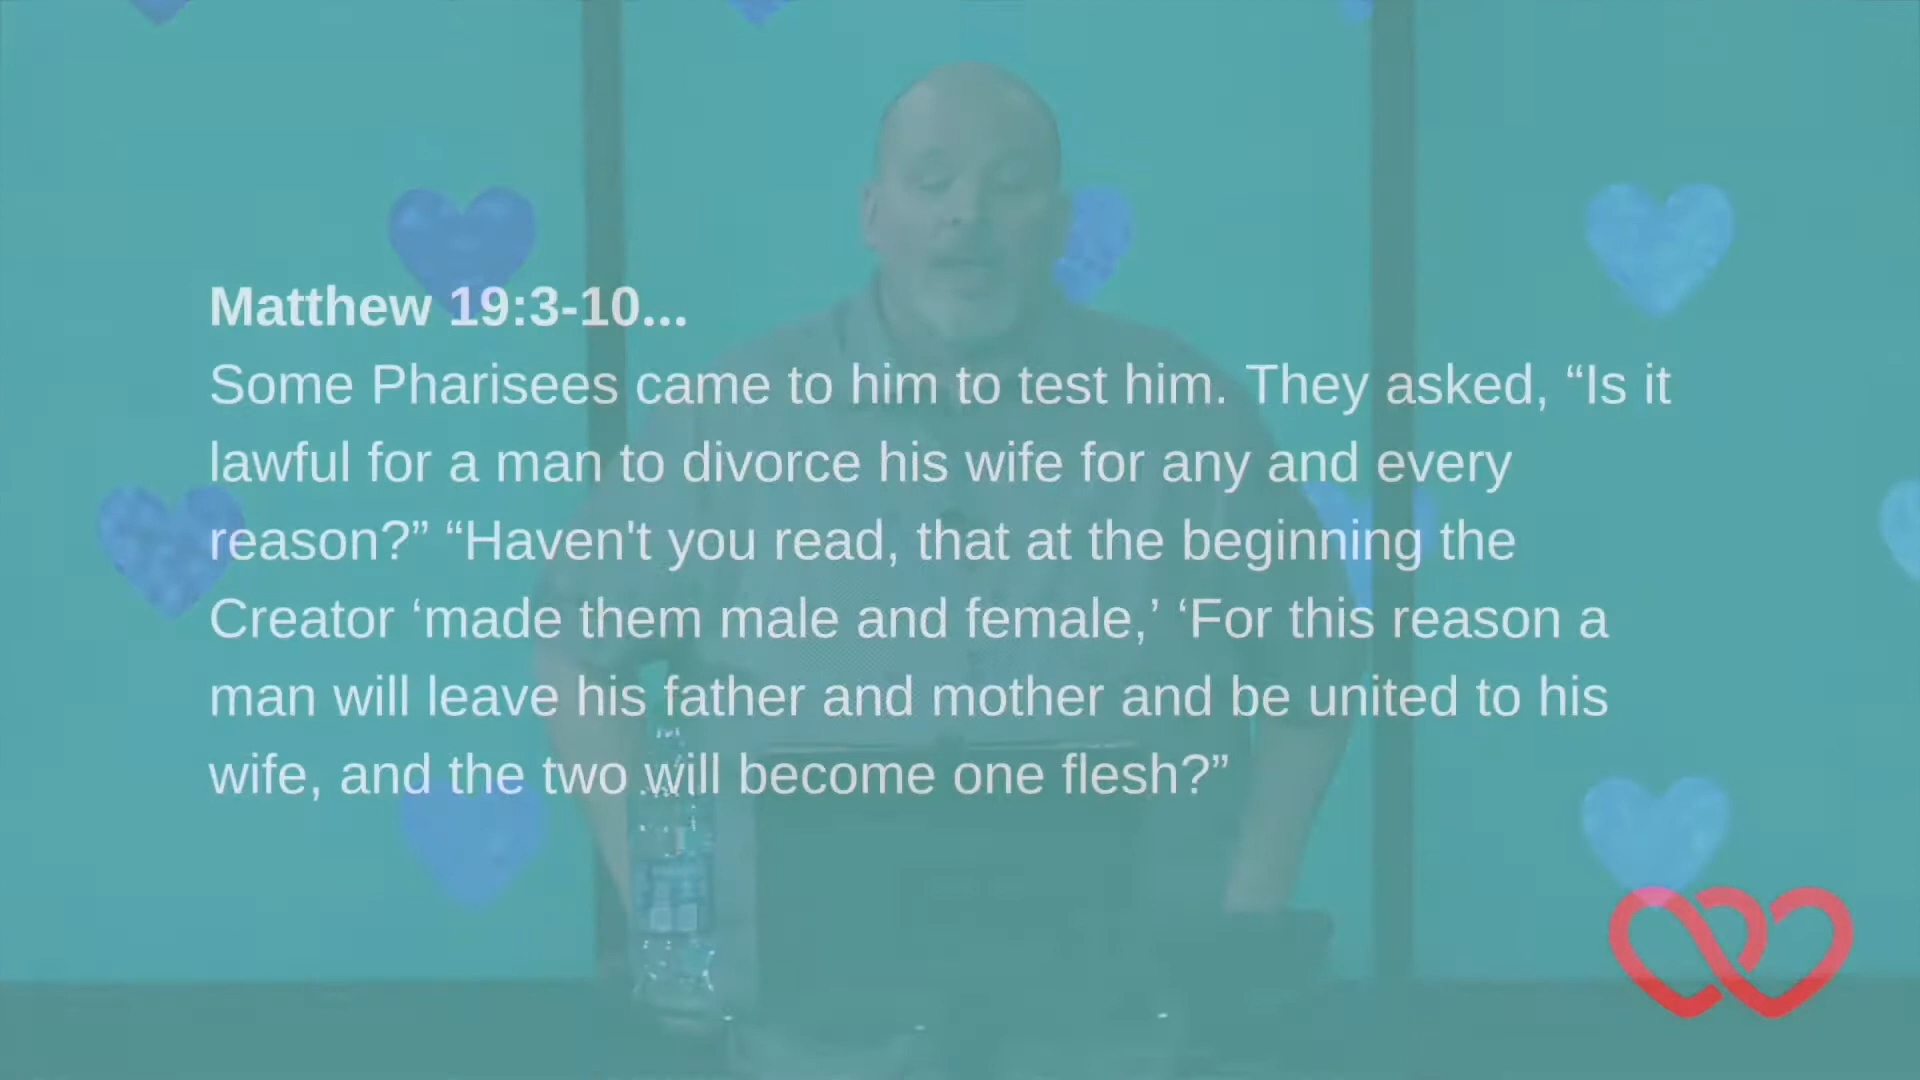 Matthew 19:3-10...
Some Pharisees came to him to test him. They asked, “Is it
lawful for a man to divorce his wife for any and every
reason?” “Haven't you read, that at the beginning the
Creator ‘made them male and female,’ ‘For this reason a
man will leave his father and mother and be united to his
wife, and the two will become one flesh?”